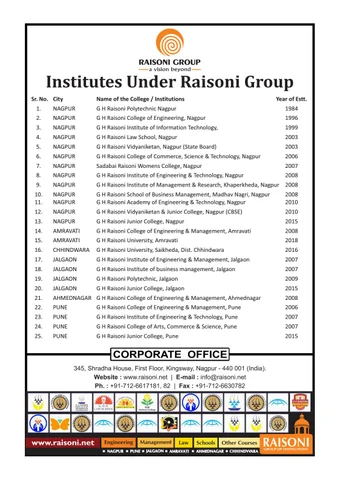 RAISONI GROUP
a vision beyond
Institutes Under Raisoni Group
Sr. No. City Name of the College / Institutions Year of Estt.
1. NAGPUR G H Raisoni Polytechnic Nagpur 1984
2. NAGPUR G H Raisoni College of Engineering, Nagpur 1996
3. NAGPUR G H Raisoni Institute of Information Technology, 1999
4. NAGPUR G H Raisoni Law School, Nagpur 2003
5. NAGPUR G H Raisoni Vidyaniketan, Nagpur (State Board) 2003
6. NAGPUR G H Raisoni College of Commerce, Science & Technology, Nagpur 2006
7. NAGPUR Sadabai Raisoni Womens College, Nagpur 2007
8. NAGPUR G H Raisoni Institute of Engineering & Technology, Nagpur 2008
9. NAGPUR G H Raisoni Institute of Management & Research, Khaperkheda, Nagpur 2008
10. NAGPUR G H Raisoni School of Business Management, Madhav Nagri, Nagpur 2008
11. NAGPUR G H Raisoni Academy of Engineering & Technology, Nagpur 2010
12. NAGPUR G H Raisoni Vidyaniketan & Junior College, Nagpur (CBSE) 2010
13. NAGPUR G H Raisoni Junior College, Nagpur 2015
14. AMRAVATI G H Raisoni College of Engineering & Management, Amravati 2008
15. AMRAVATI G H Raisoni University, Amravati 2018
16. CHHINDWARA G H Raisoni University, Saikheda, Dist. Chhindwara 2016
17. JALGAON G H Raisoni Institute of Engineering & Management, Jalgaon 2007
18. JALGAON G H Raisoni Institute of business management, Jalgaon 2007
19. JALGAON G H Raisoni Polytechnic, Jalgaon 2009
20. JALGAON G H Raisoni Junior College, Jalgaon 2015
21. AHMEDNAGAR G H Raisoni College of Engineering & Management, Ahmednagar 2008
22. PUNE G H Raisoni College of Engineering & Management, Pune 2006
23. PUNE G H Raisoni Institute of Engineering & Technology, Pune 2007
24. PUNE G H Raisoni College of Arts, Commerce & Science, Pune 2007
25. PUNE G H Raisoni Junior College, Pune 2015
CORPORATE OFFICE
345, Shradha House, First Floor, Kingsway, Nagpur - 440 001 (India).
Website : www.raisoni.net | E-mail : info@raisoni.net
Ph. : +91-712-6617181, 82 | Fax : +91-712-6630782
www.raisoni.net Engineering Management Law Schools Other Courses RAISONI
NAGPUR PUNE JALGAON AMRAVATI AHMEDNAGAR CHHINDWARA